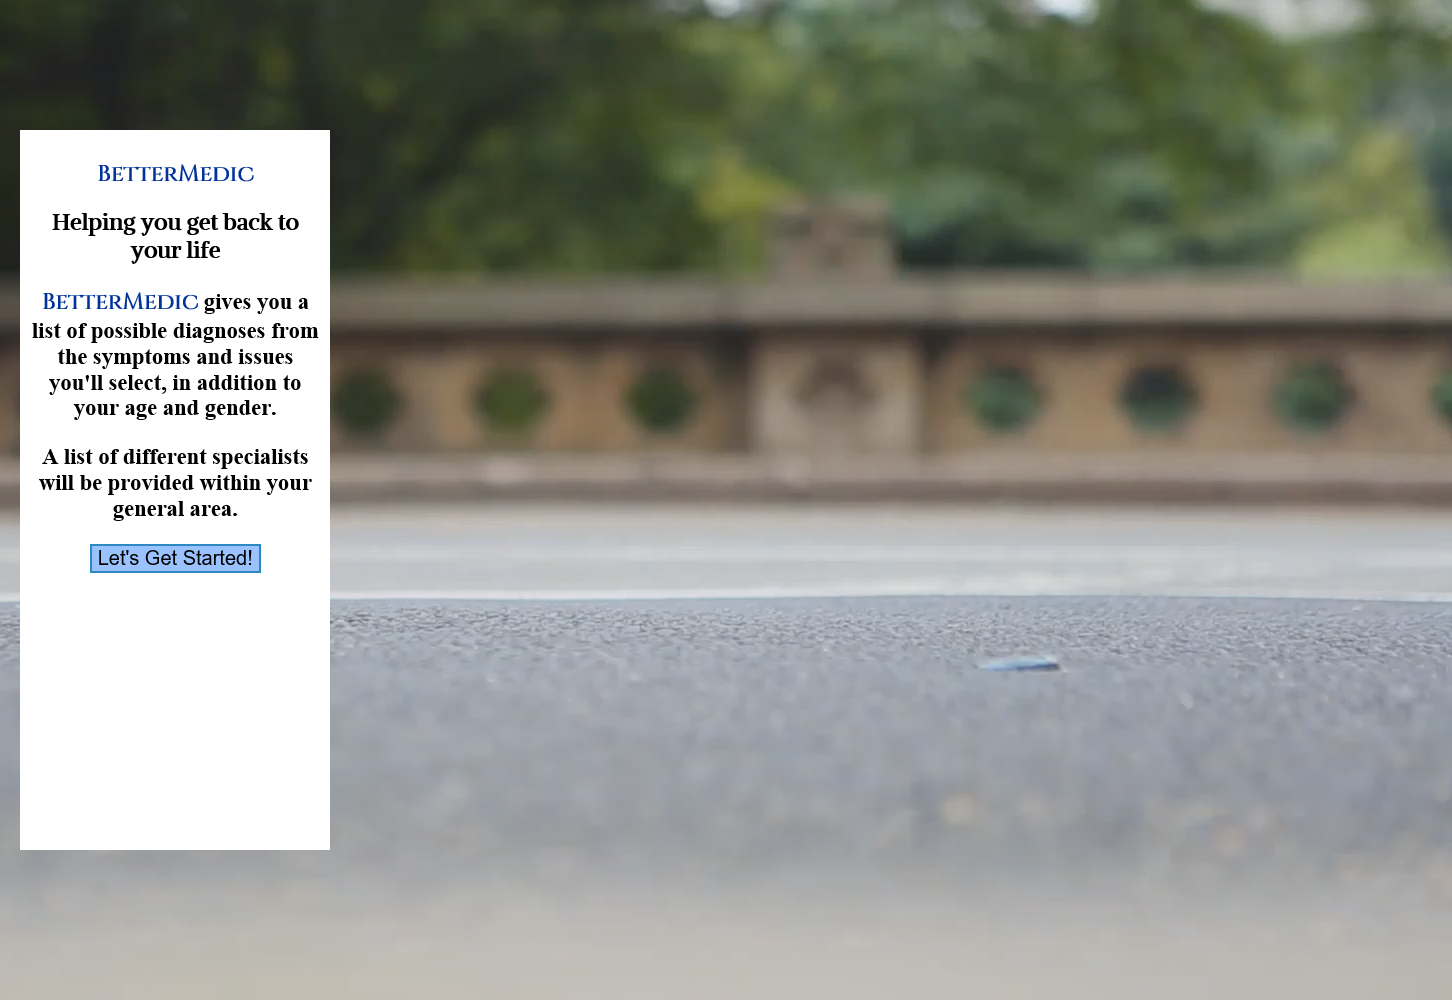 BetterMedic
Helping you get back to
your life
BetterMedic gives you a
list of possible diagnoses from
the symptoms and issues
you'll select, in addition to
your age and gender.
A list of different specialists
will be provided within your
general area.
Let's Get Started!